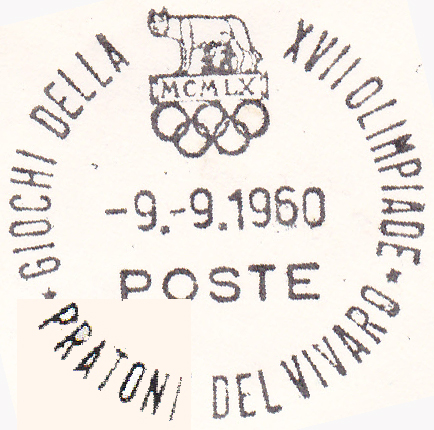 GIOCHI DELLA XVII OLIMPIADE
MCMLX
-9.-9.1960
POSTE
* PRATONI DEL VIVARO *